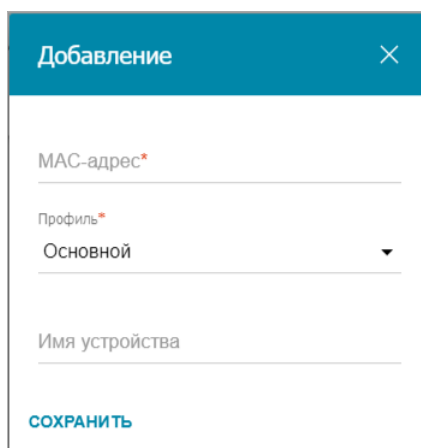 Добавление
MAC-адрес*
Профиль*
Основной
Имя устройства
СОХРАНИТЬ